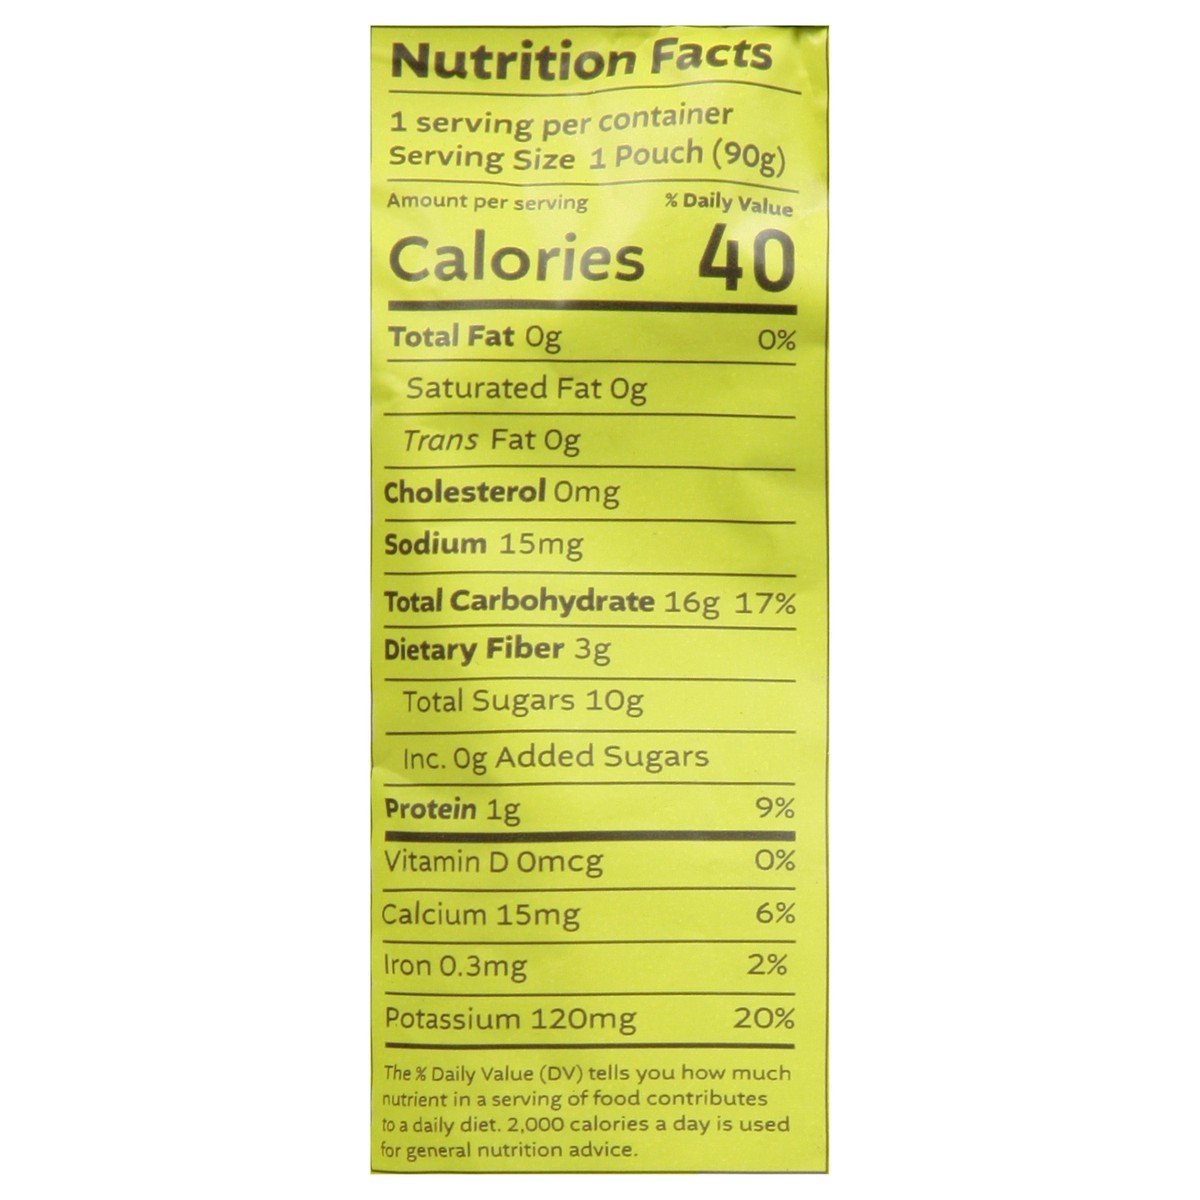 Nutrition Facts
1 serving per container
Serving Size 1 Pouch (90g)
Amount per serving % Daily Value
Calories 40
Total Fat 0g 0%
Saturated Fat 0g
Trans Fat 0g
Cholesterol 0mg
Sodium 15mg
Total Carbohydrate 16g 17%
Dietary Fiber 3g
Total Sugars 10g
Inc. 0g Added Sugars
Protein 1g 9%
Vitamin D 0mcg 0%
Calcium 15mg 6%
Iron 0.3mg 2%
Potassium 120mg 20%
The % Daily Value (DV) tells you how much
nutrient in a serving of food contributes
to a daily diet. 2,000 calories a day is used
for general nutrition advice.